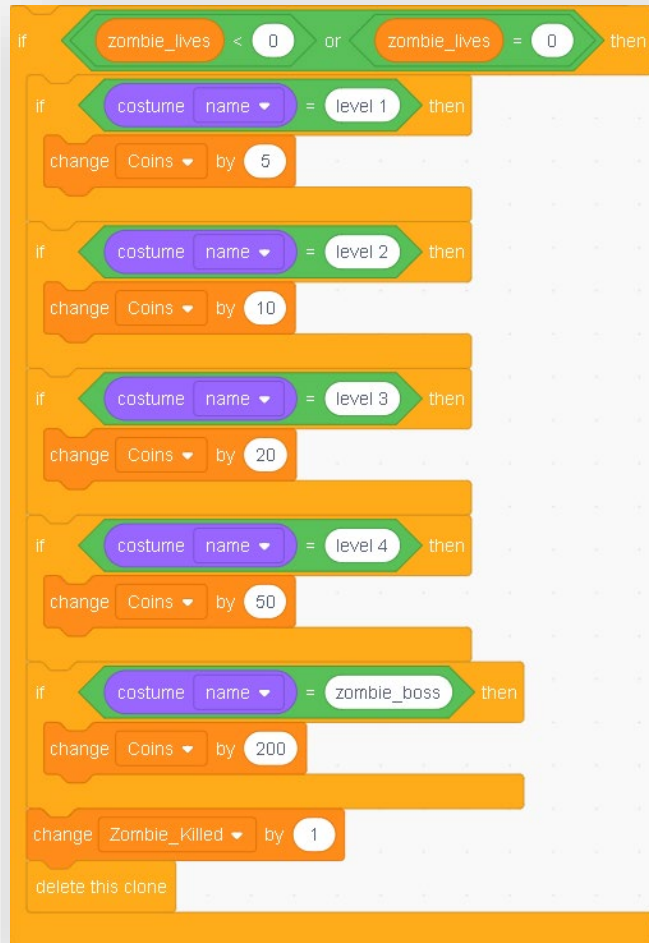 if zombie_lives < 0 or zombie_lives = 0 then
if costume name = level 1 then
change Coins by 5
if costume name = level 2 then
change Coins by 10
if costume name = level 3 then
change Coins by 20
if costume name = level 4 then
change Coins by 50
if costume name = zombie_boss then
change Coins by 200
change Zombie_Killed by 1
delete this clone